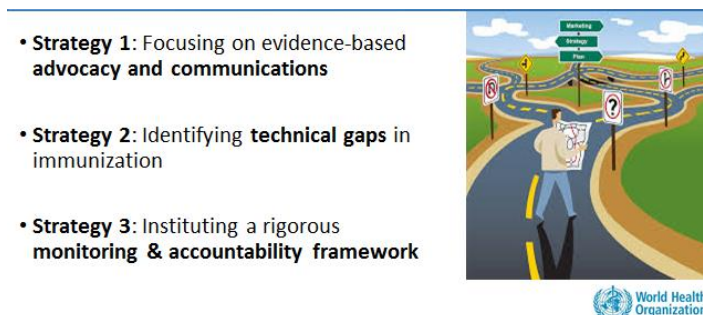 • Strategy 1: Focusing on evidence-based
advocacy and communications
• Strategy 2: Identifying technical gaps in
immunization
• Strategy 3: Instituting a rigorous
monitoring & accountability framework
Marketing
Strategy
Plan
?
World Health
Organization